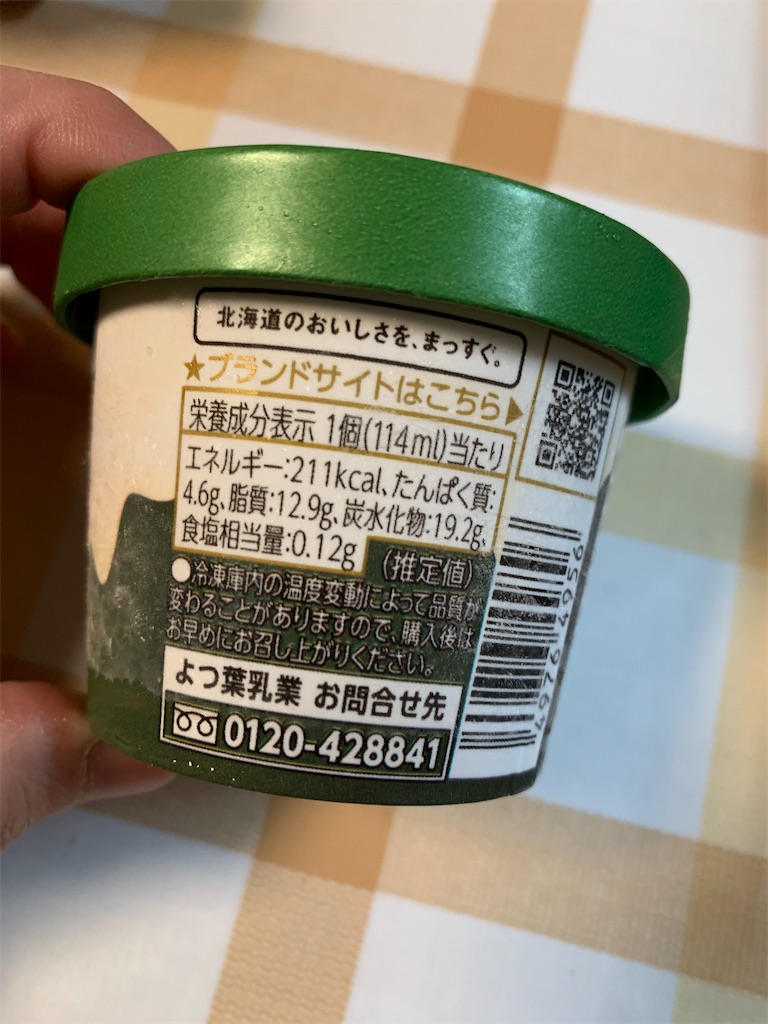 北海道のおいしさを、まっすぐ。
★ブランドサイトはこちら▶
栄養成分表示 1個(114ml)当たり
エネルギー:211kcal、たんぱく質:
4.6g、脂質:12.9g、炭水化物:19.2g、
食塩相当量:0.12g
(推定値)
●冷凍庫内の温度変動によって品質が
変わることがありますので、購入後は
お早めにお召し上がりください。
よつ葉乳業 お問合せ先
0120-428841